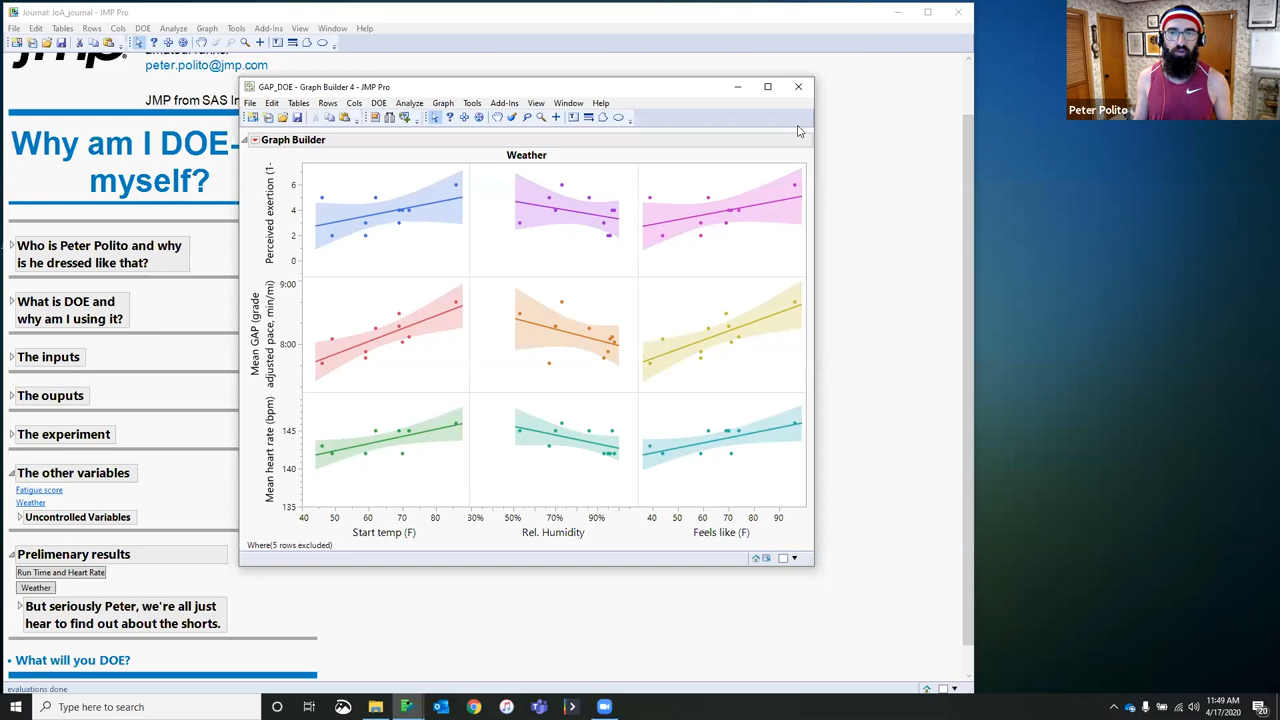 Journal: JoA_journal - JMP Pro
File Edit Tables Rows Cols DOE Analyze Graph Tools Add-Ins View Window Help
jmp
peter.polito@jmp.com
JMP from SAS In
Why am I DOE-
myself?
Who is Peter Polito and why
is he dressed like that?
What is DOE and
why am I using it?
The inputs
The ouputs
The experiment
The other variables
Fatigue score
Weather
Uncontrolled Variables
Prelimenary results
Run Time and Heart Rate
Weather
But seriously Peter, we're all just
hear to find out about the shorts.
• What will you DOE?
evaluations done
GAP_DOE - Graph Builder 4 - JMP Pro
File Edit Tables Rows Cols DOE Analyze Graph Tools Add-Ins View Window Help
Graph Builder
Weather
Perceived exertion (1-
6
4
2
0
Mean GAP (grade
adjusted pace, min/mi)
9:00
8:00
Mean heart rate (bpm)
145
140
135
40 50 60 70 80 30% 50% 70% 90% 40 50 60 70 80 90
Start temp (F) Rel. Humidity Feels like (F)
Where(5 rows excluded)
Peter Polito
Type here to search
11:49 AM
4/17/2020
20